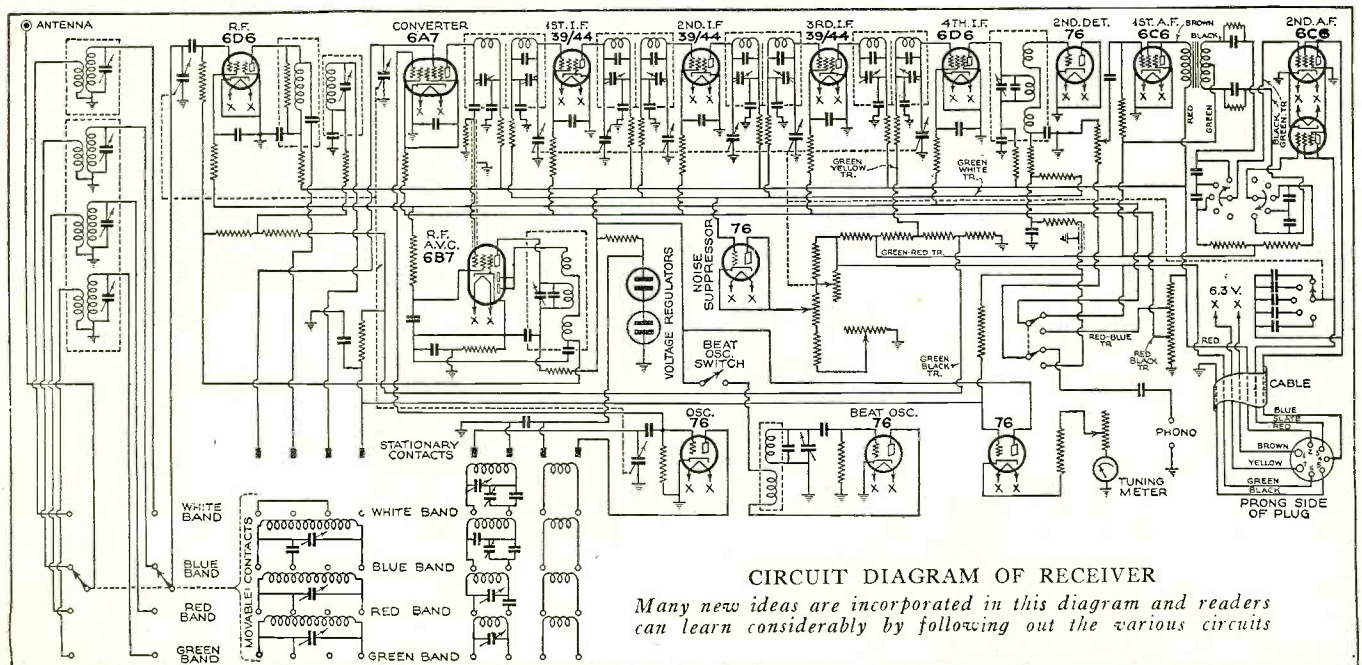 ANTENNA
R.F.
6D6
CONVERTER
6A7
1ST. I.F.
39/44
2ND. I.F
39/44
3RD. I.F.
39/44
4TH. I.F.
6D6
2ND. DET.
76
1ST. A.F.
6C6
BROWN
BLACK
2ND. A.F.
6C6
RED
GREEN
BLACK
GREEN. TR.
X X
X X
X X
X X
X X
X X
X X
X X
X X
GREEN
YELLOW
TR.
GREEN
WHITE
TR.
R.F.
A.V.C.
6B7
X X
VOLTAGE REGULATORS
NOISE
SUPPRESSOR
76
X X
GREEN-RED TR.
BEAT
OSC.
SWITCH
GREEN
BLACK
TR.
RED-BLUE
TR
RED
BLACK
TR.
6.3 V.
X X
RED
CABLE
BLUE
SLATE
RED
BROWN
YELLOW
GREEN
BLACK
PRONG SIDE
OF PLUG
PHONO
TUNING
METER
OSC.
76
X X
BEAT OSC.
76
X X
76
X X
STATIONARY
CONTACTS
MOVABLE CONTACTS
WHITE
BAND
WHITE BAND
BLUE
BAND
BLUE BAND
RED
BAND
RED BAND
GREEN
BAND
GREEN BAND
CIRCUIT DIAGRAM OF RECEIVER
Many new ideas are incorporated in this diagram and readers
can learn considerably by following out the various circuits